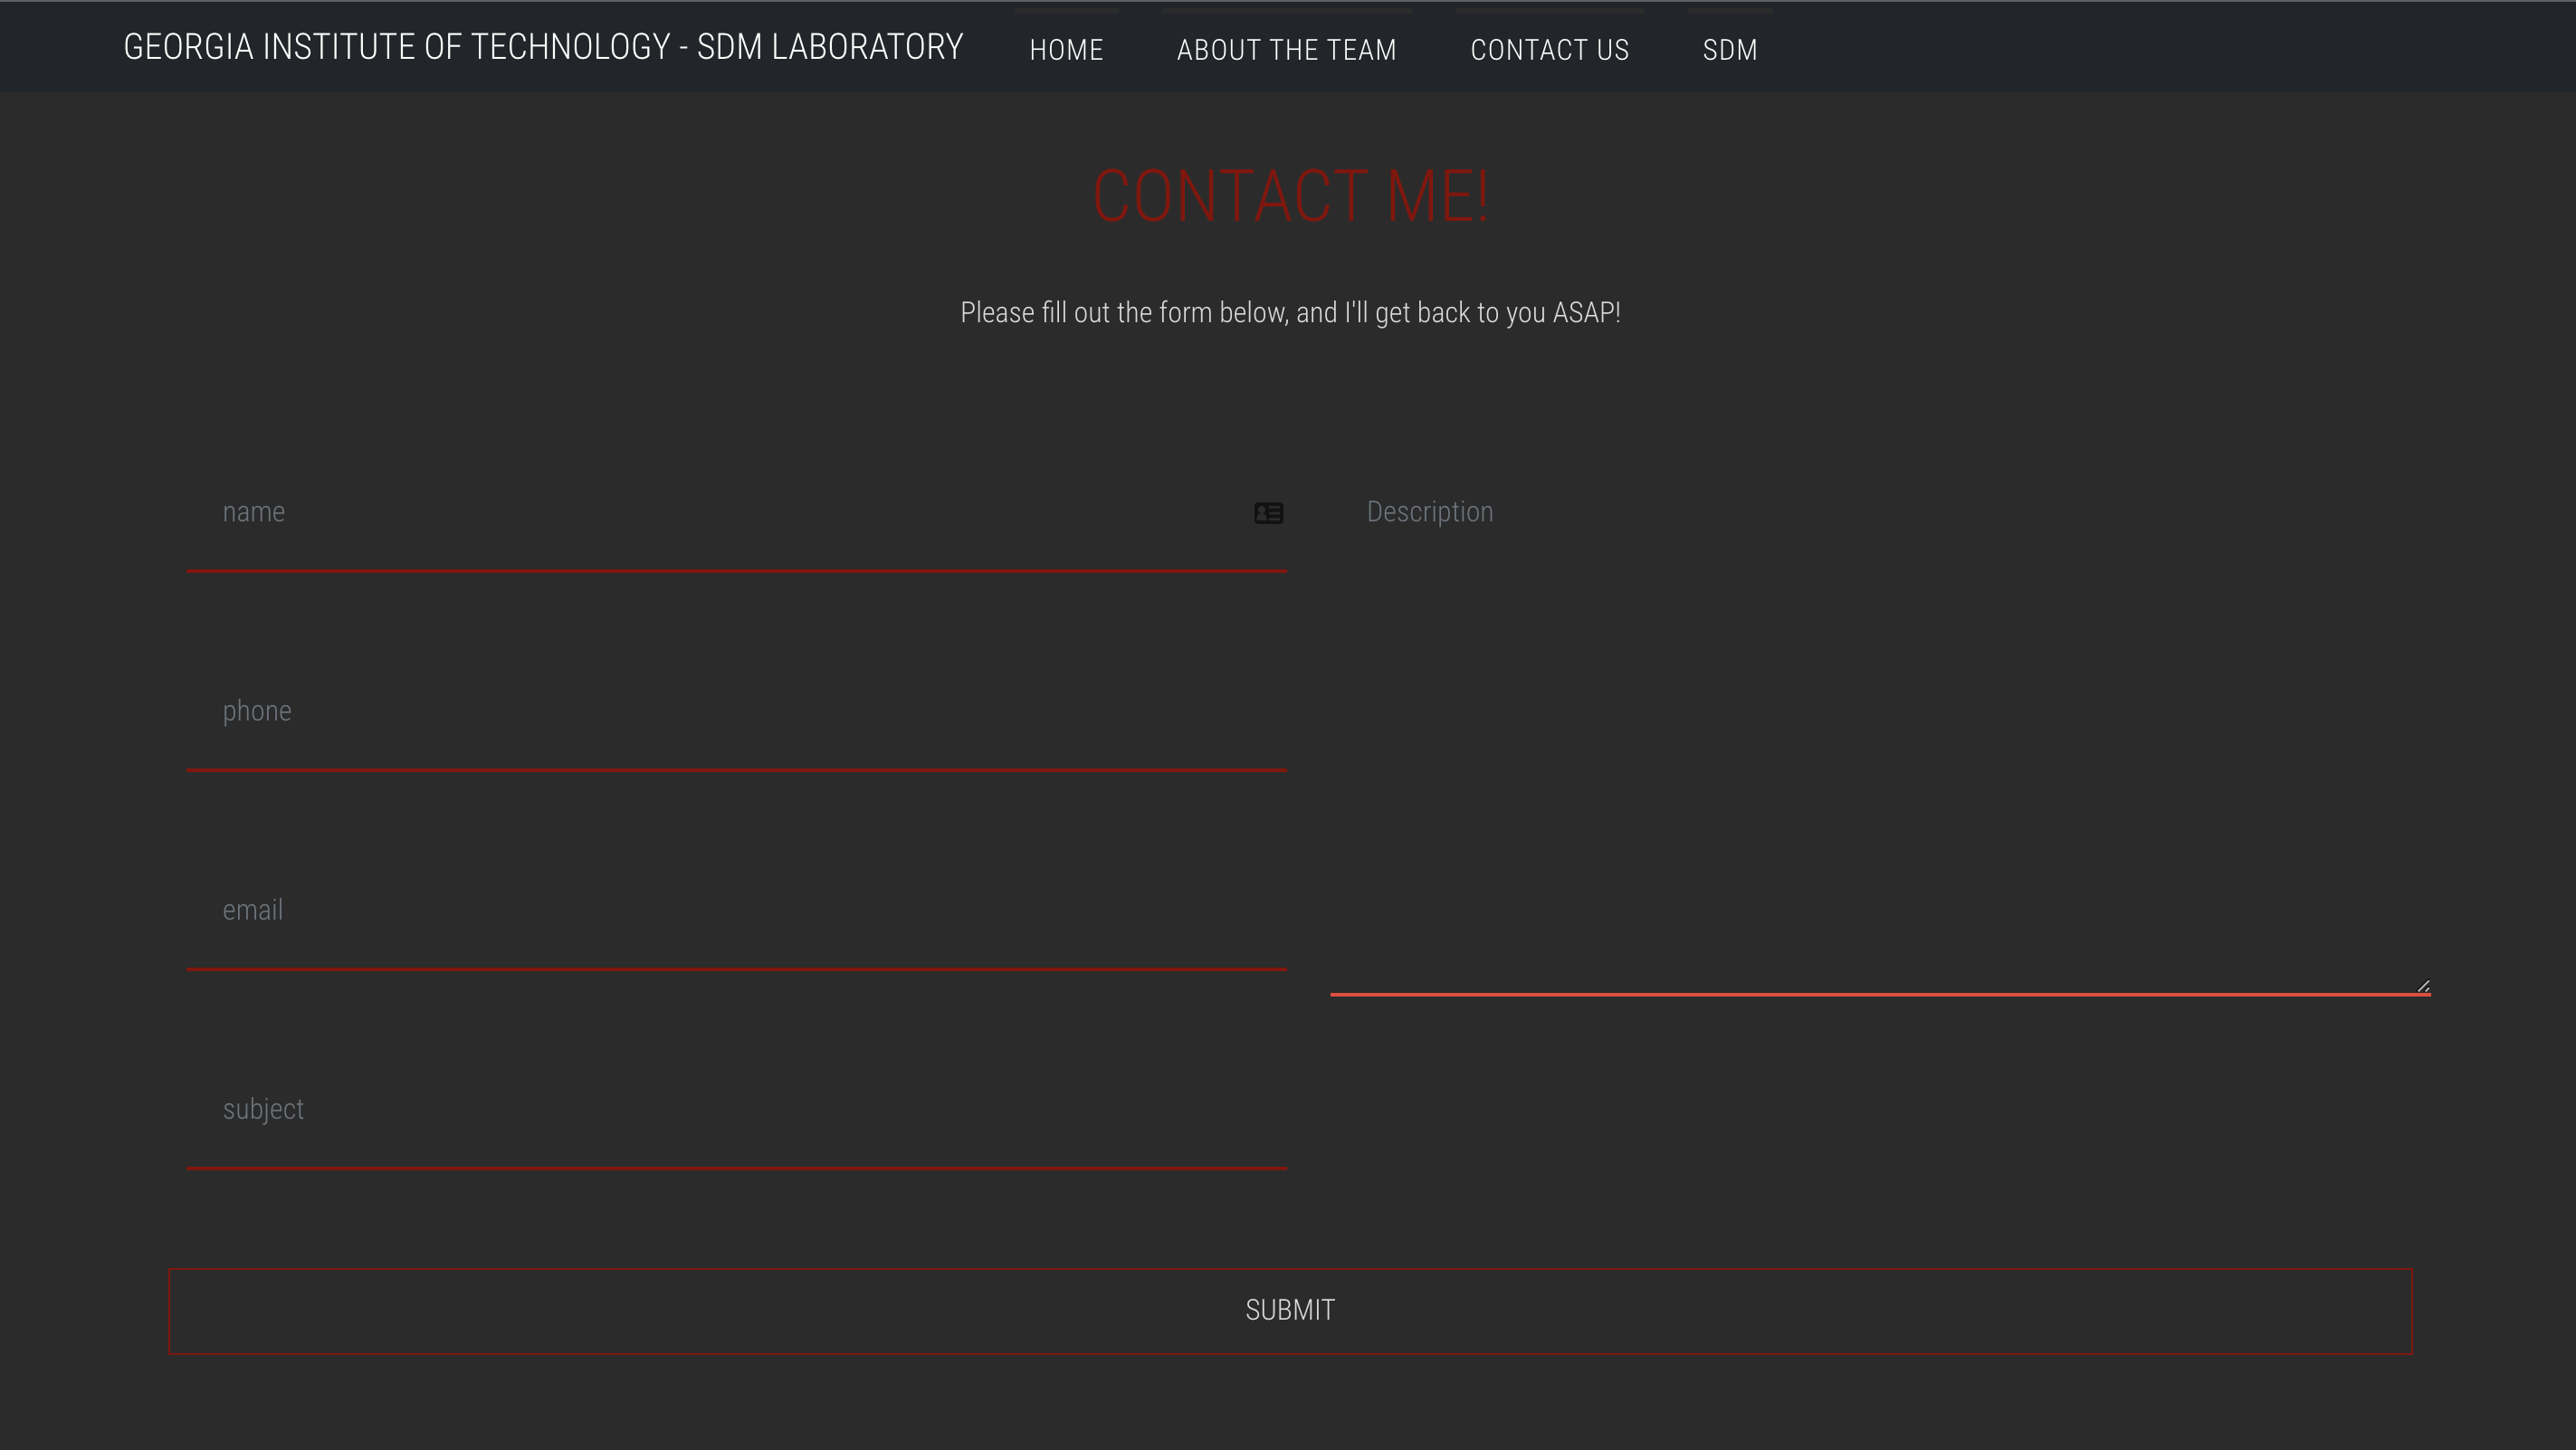 GEORGIA INSTITUTE OF TECHNOLOGY - SDM LABORATORY HOME ABOUT THE TEAM CONTACT US SDM
CONTACT ME!
Please fill out the form below, and I'll get back to you ASAP!
name
Description
phone
email
subject
SUBMIT